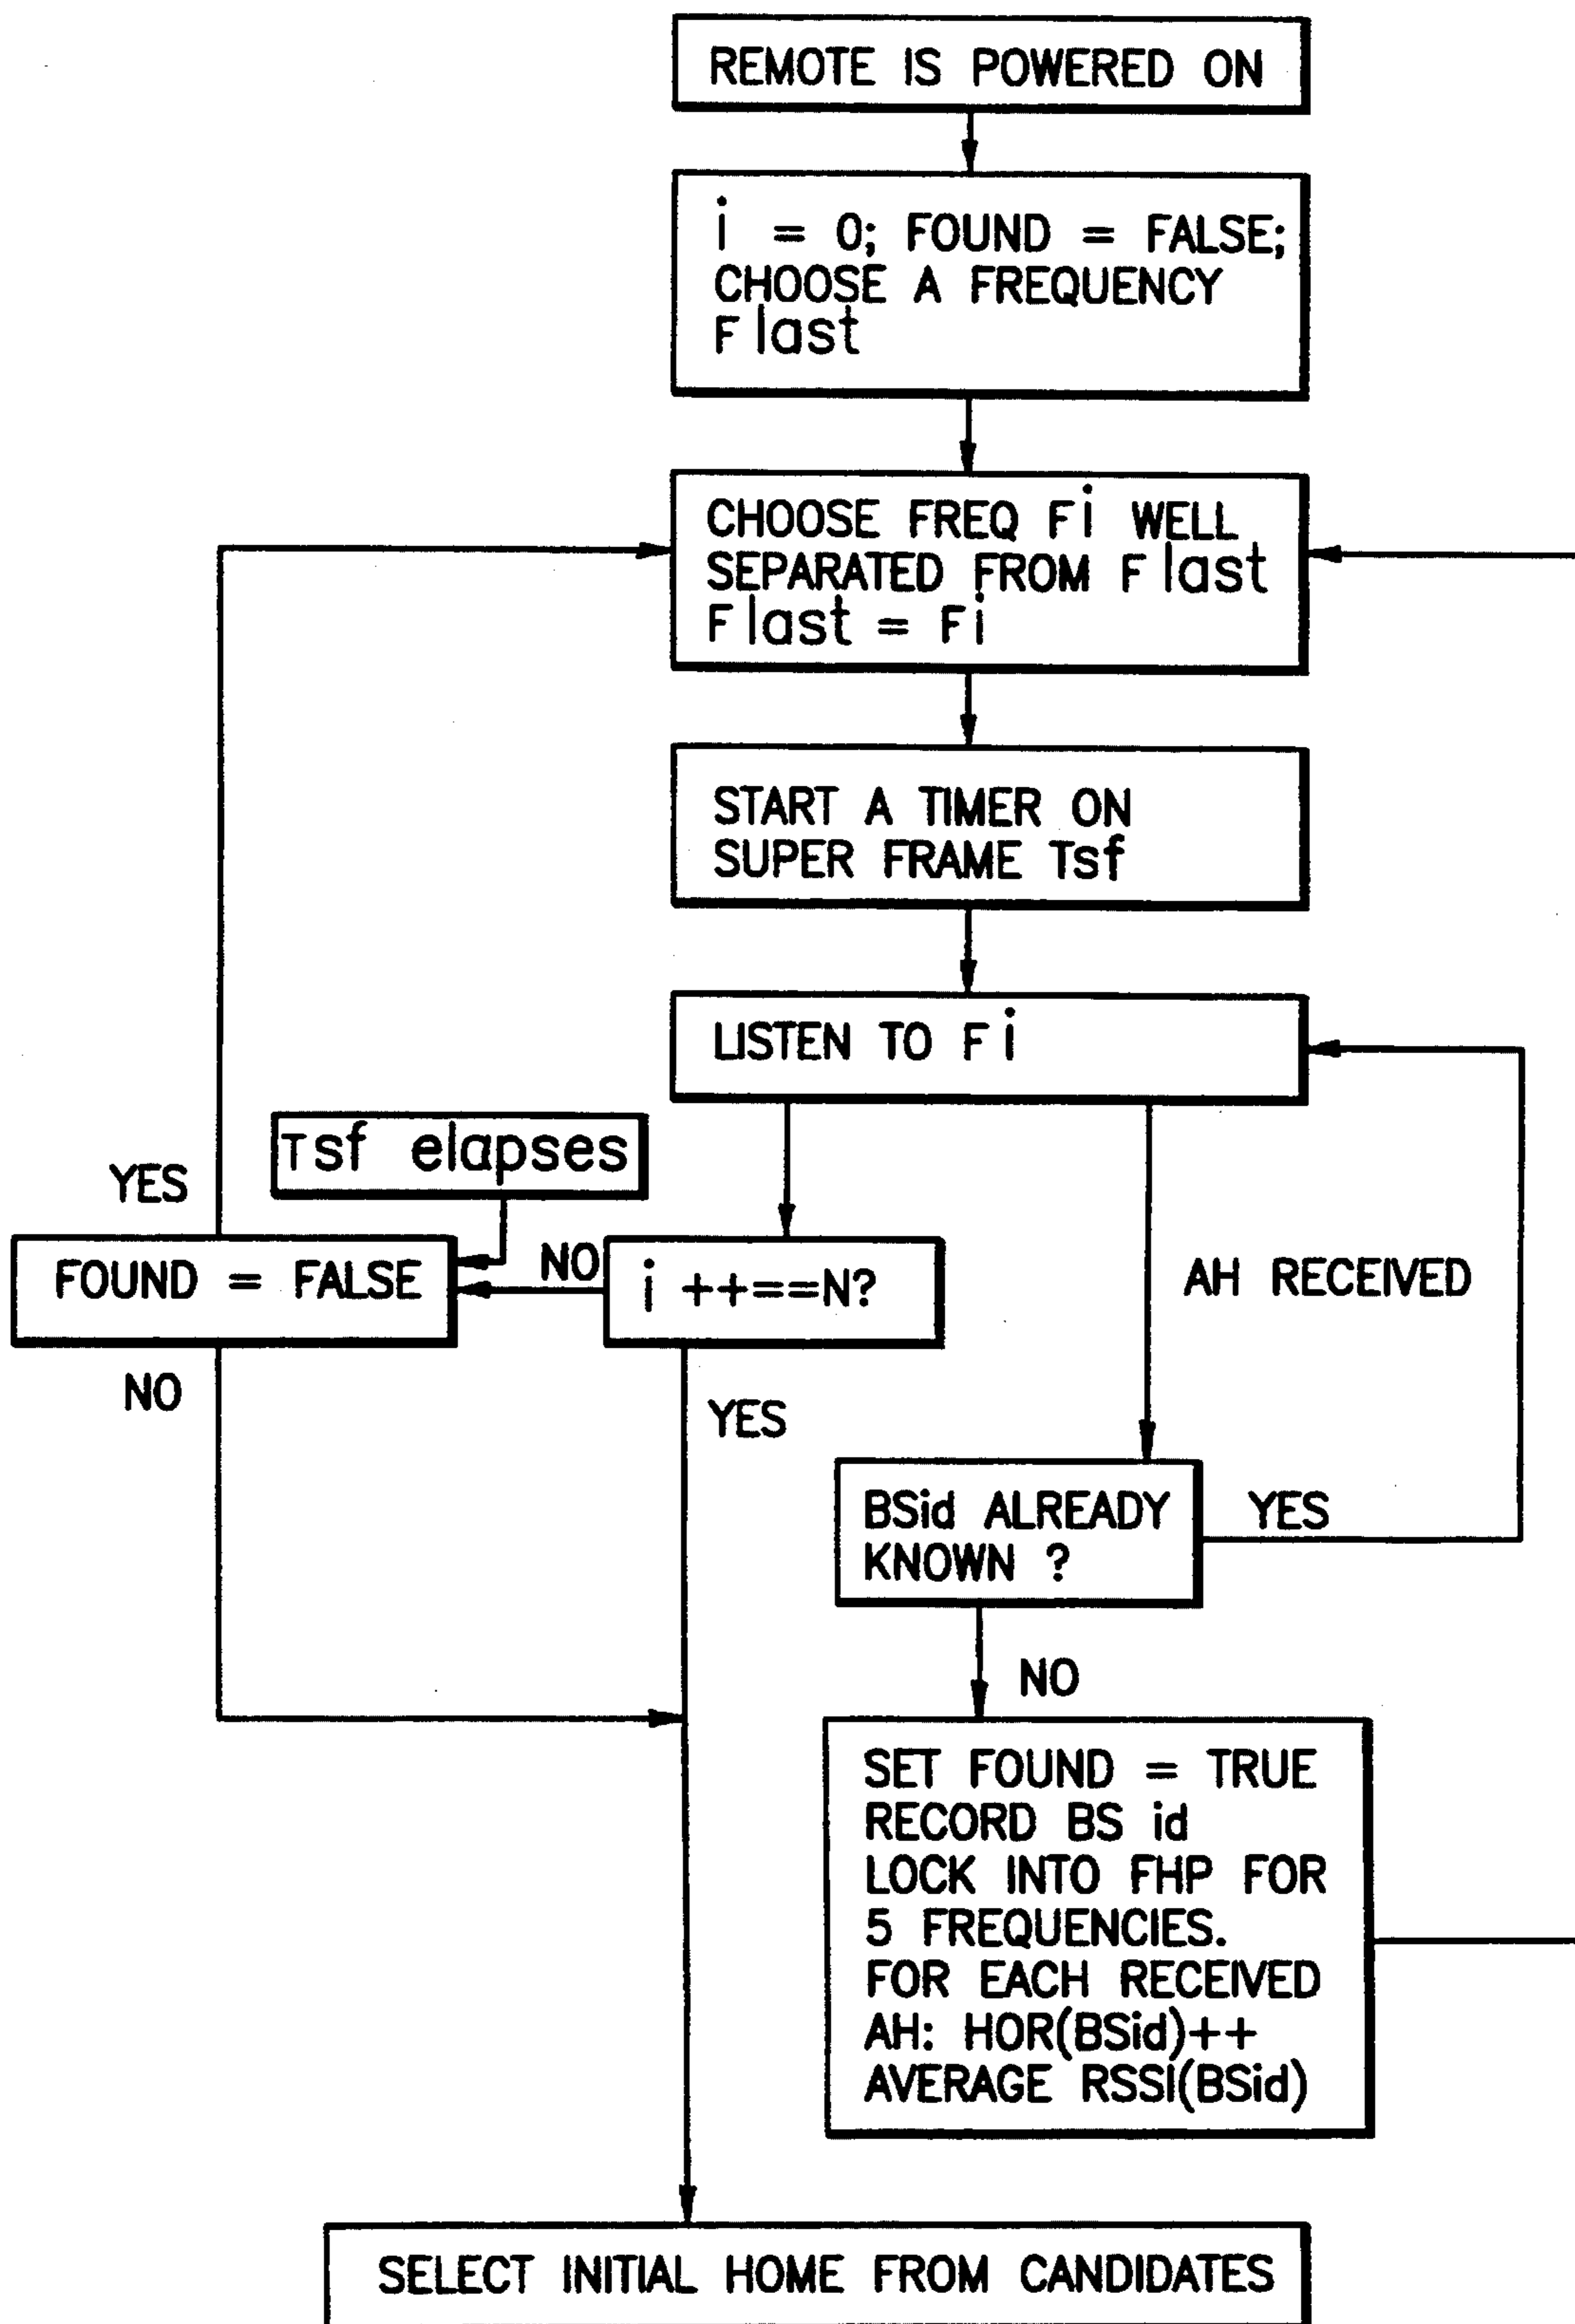 REMOTE IS POWERED ON
i = 0; FOUND = FALSE;
CHOOSE A FREQUENCY
F last
CHOOSE FREQ Fi WELL
SEPARATED FROM F last
F last = Fi
START A TIMER ON
SUPER FRAME Tsf
LISTEN TO Fi
Tsf elapses
YES
FOUND = FALSE
NO
i ++==N?
AH RECEIVED
NO
YES
BSid ALREADY
KNOWN ?
YES
NO
SET FOUND = TRUE
RECORD BS id
LOCK INTO FHP FOR
5 FREQUENCIES.
FOR EACH RECEIVED
AH: HOR(BSid)++
AVERAGE RSSI(BSid)
SELECT INITIAL HOME FROM CANDIDATES